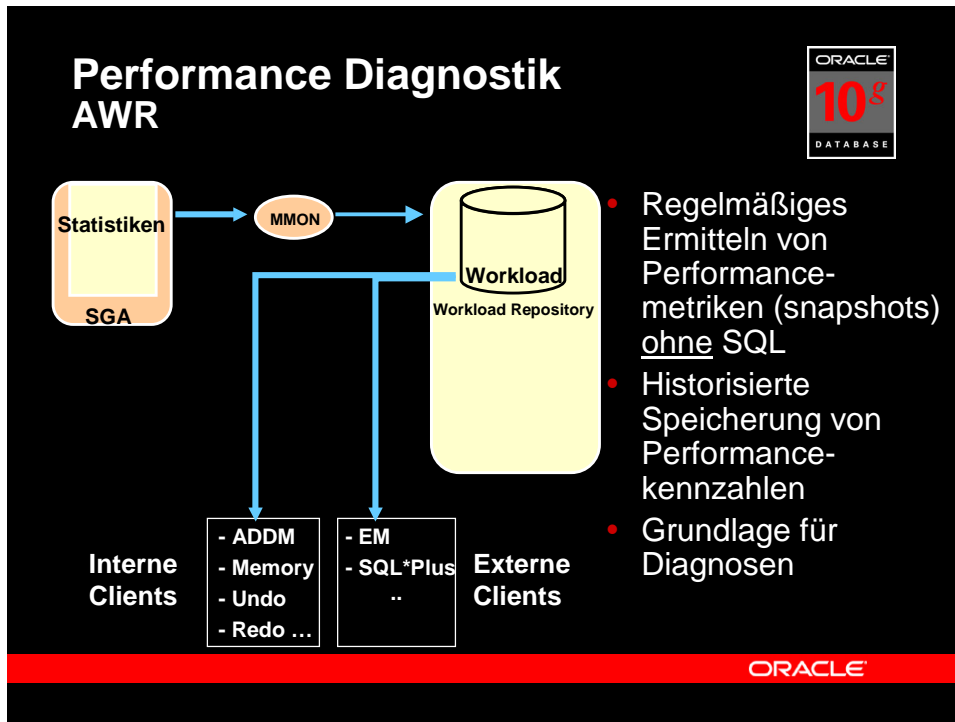 Performance Diagnostik
AWR
ORACLE
10g
DATABASE
Statistiken
SGA
MMON
Workload
Workload Repository
- ADDM
- Memory
- Undo
- Redo …
Interne
Clients
- EM
- SQL*Plus
..
Externe
Clients
• Regelmäßiges
Ermitteln von
Performance-
metriken (snapshots)
ohne SQL
• Historisierte
Speicherung von
Performance-
kennzahlen
• Grundlage für
Diagnosen
ORACLE